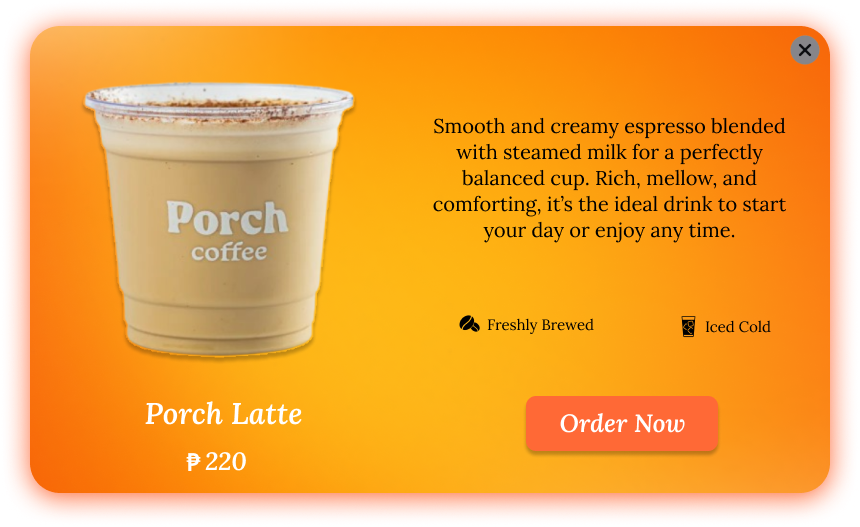 Porch
coffee
Porch Latte
₱ 220
Smooth and creamy espresso blended
with steamed milk for a perfectly
balanced cup. Rich, mellow, and
comforting, it’s the ideal drink to start
your day or enjoy any time.
Freshly Brewed
Iced Cold
Order Now